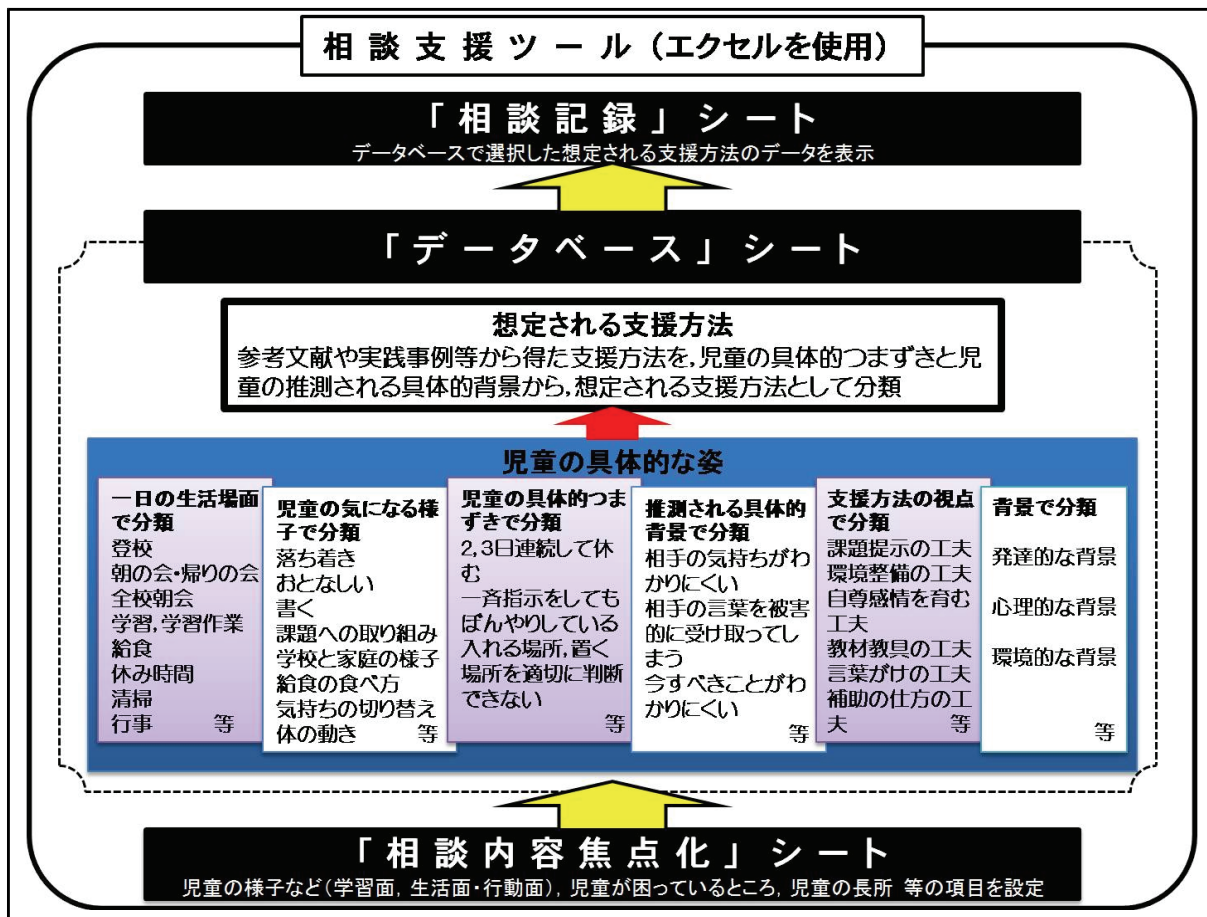 相談支援ツール（エクセルを使用）
「相談記録」シート
データベースで選択した想定される支援方法のデータを表示
「データベース」シート
想定される支援方法
参考文献や実践事例等から得た支援方法を,児童の具体的つまずきと児
童の推測される具体的背景から,想定される支援方法として分類
児童の具体的な姿
一日の生活場面
で分類
登校
朝の会・帰りの会
全校朝会
学習,学習作業
給食
休み時間
清掃
行事 等
児童の気になる様
子で分類
落ち着き
おとなしい
書く
課題への取り組み
学校と家庭の様子
給食の食べ方
気持ちの切り替え
体の動き 等
児童の具体的つま
ずきで分類
2,3日連続して休
む
一斉指示をしても
ぼんやりしている
入れる場所,置く
場所を適切に判断
できない
等
推測される具体的
背景で分類
相手の気持ちがわ
かりにくい
相手の言葉を被害
的に受け取ってし
まう
今すべきことがわ
かりにくい
等
支援方法の視点
で分類
課題提示の工夫
環境整備の工夫
自尊感情を育む
工夫
教材教具の工夫
言葉がけの工夫
補助の仕方の工
夫 等
背景で分類
発達的な背景
心理的な背景
環境的な背景
等
「相談内容焦点化」シート
児童の様子など（学習面, 生活面・行動面）, 児童が困っているところ, 児童の長所 等の項目を設定